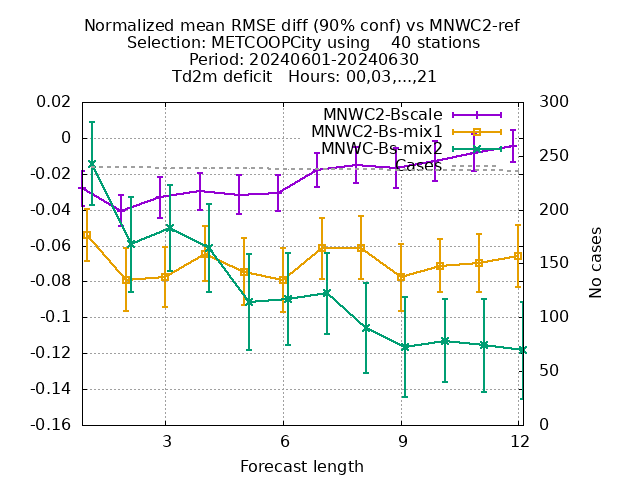 Normalized mean RMSE diff (90% conf) vs MNWC2-ref
Selection: METCOOPCity using    40 stations
Period: 20240601-20240630
Td2m deficit   Hours: 00,03,...,21
MNWC2-Bscale
MNWC2-Bs-mix1
MNWC-Bs-mix2
Cases
0.02
0
-0.02
-0.04
-0.06
-0.08
-0.1
-0.12
-0.14
-0.16
300
250
200
150
100
50
0
No cases
3
6
9
12
Forecast length